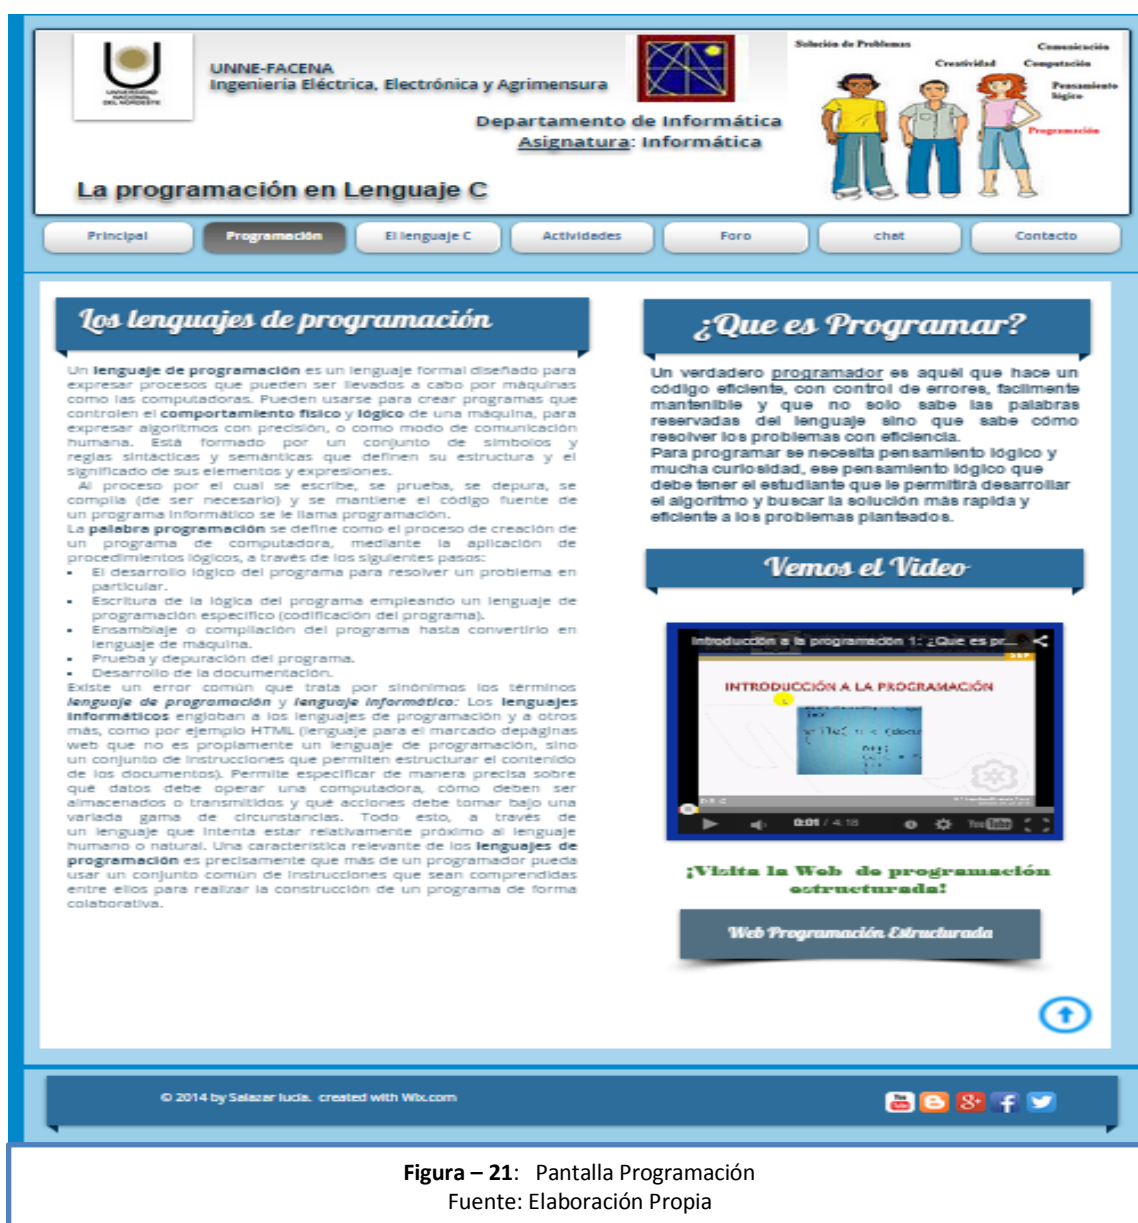 UNIVERSIDAD
NACIONAL
DEL NORDESTE
UNNE-FACENA
Ingeniería Eléctrica, Electrónica y Agrimensura
Departamento de Informática
Asignatura: Informática
La programación en Lenguaje C
Solución de Problemas
Comunicación
Creatividad
Computación
Pensamiento
lógico
Programación
Principal
Programación
El lenguaje C
Actividades
Foro
chat
Contacto
Los lenguajes de programación
Un lenguaje de programación es un lenguaje formal diseñado para
expresar procesos que pueden ser llevados a cabo por máquinas
como las computadoras. Pueden usarse para crear programas que
controlen el comportamiento físico y lógico de una máquina, para
expresar algoritmos con precisión, o como modo de comunicación
humana. Está formado por un conjunto de símbolos y
reglas sintácticas y semánticas que definen su estructura y el
significado de sus elementos y expresiones.
Al proceso por el cual se escribe, se prueba, se depura, se
compila (de ser necesario) y se mantiene el código fuente de
un programa informático se le llama programación.
La palabra programación se define como el proceso de creación de
un programa de computadora, mediante la aplicación de
procedimientos lógicos, a través de los siguientes pasos:
• El desarrollo lógico del programa para resolver un problema en
particular.
• Escritura de la lógica del programa empleando un lenguaje de
programación específico (codificación del programa).
• Ensamblaje o compilación del programa hasta convertirlo en
lenguaje de máquina.
• Prueba y depuración del programa.
• Desarrollo de la documentación.
Existe un error común que trata por sinónimos los términos
lenguaje de programación y lenguaje informático: Los lenguajes
informáticos engloban a los lenguajes de programación y a otros
más, como por ejemplo HTML (lenguaje para el marcado depáginas
web que no es propiamente un lenguaje de programación, sino
un conjunto de instrucciones que permiten estructurar el contenido
de los documentos). Permite especificar de manera precisa sobre
qué datos debe operar una computadora, cómo deben ser
almacenados o transmitidos y qué acciones debe tomar bajo una
variada gama de circunstancias. Todo esto, a través de
un lenguaje que intenta estar relativamente próximo al lenguaje
humano o natural. Una característica relevante de los lenguajes de
programación es precisamente que más de un programador pueda
usar un conjunto común de instrucciones que sean comprendidas
entre ellos para realizar la construcción de un programa de forma
colaborativa.
¿Que es Programar?
Un verdadero programador es aquél que hace un
código eficiente, con control de errores, facilmente
mantenible y que no solo sabe las palabras
reservadas del lenguaje sino que sabe cómo
resolver los problemas con eficiencia.
Para programar se necesita pensamiento lógico y
mucha curiosidad, ese pensamiento lógico que
debe tener el estudiante que le permitirá desarrollar
el algoritmo y buscar la solución más rapida y
eficiente a los problemas planteados.
Vemos el Video
Introducción a la programación 1: ¿Que es pr...
INTRODUCCIÓN A LA PROGRAMACIÓN
0:01 / 4:18
YouTube
¡Visita la Web de programación
estructurada!
Web Programación Estructurada
© 2014 by Salazar lucía. created with Wix.com
Figura – 21: Pantalla Programación
Fuente: Elaboración Propia